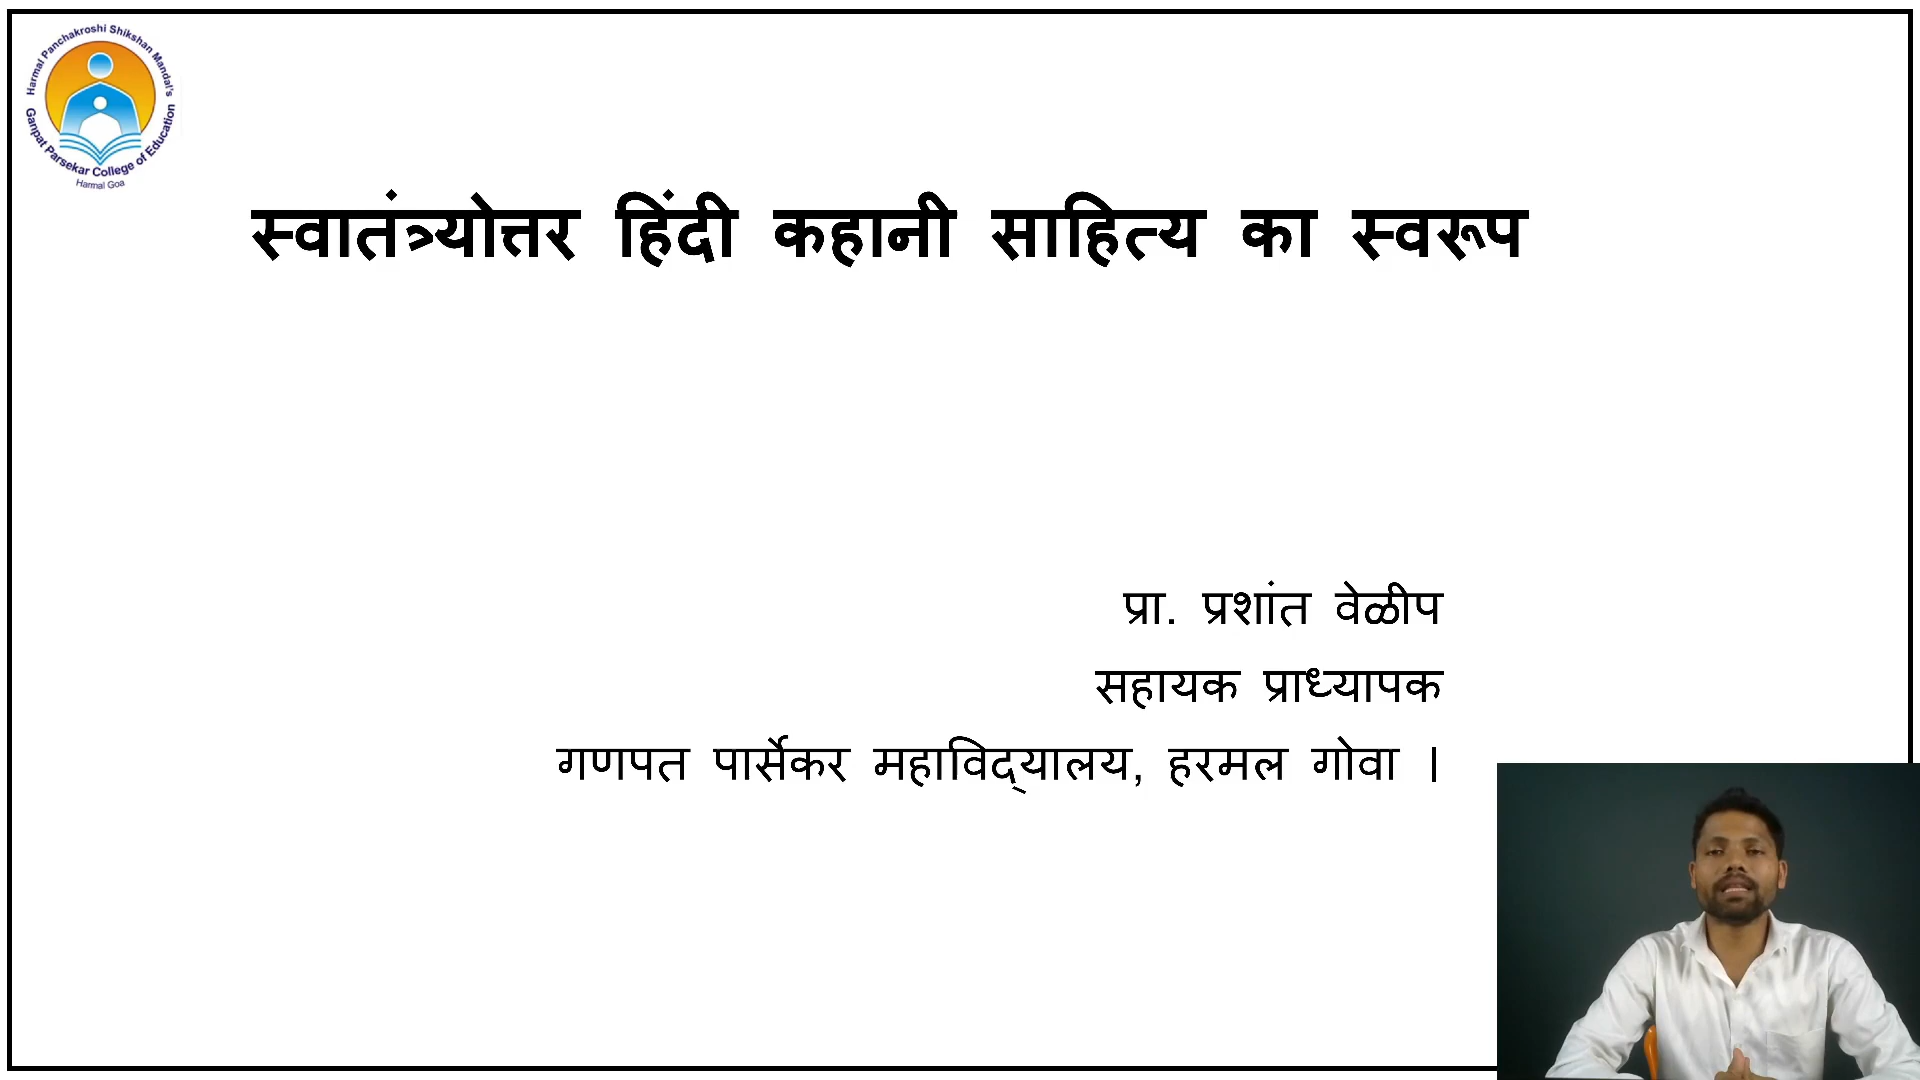 Harmal Panchakroshi Shikshan Mandal's
Ganpat Parsekar College of Education
Harmal Goa
स्वातंत्र्योत्तर हिंदी कहानी साहित्य का स्वरूप
प्रा. प्रशांत वेळीप
सहायक प्राध्यापक
गणपत पार्सेकर महाविद्‌यालय, हरमल गोवा ।